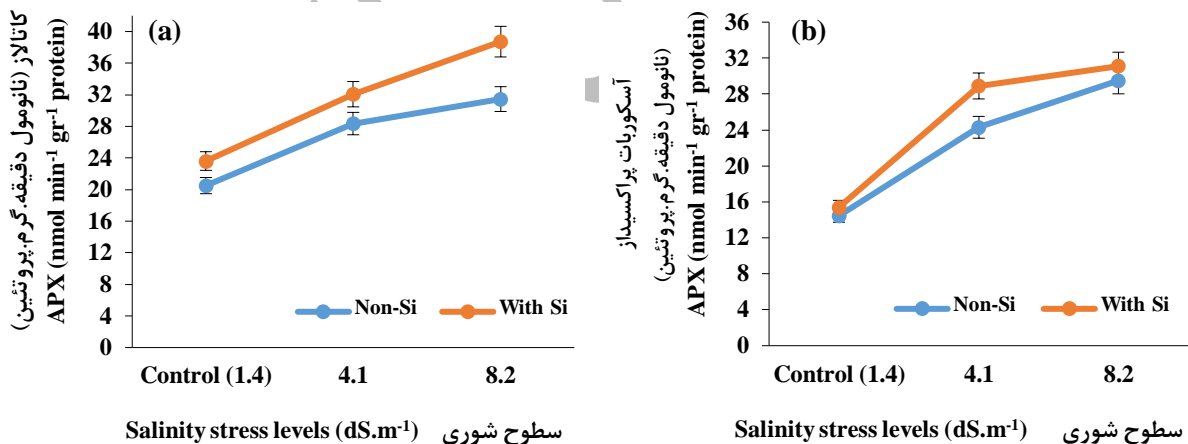 (a)
کاتالاز (نانومول دقیقه.گرم.پروتئین)
APX (nmol min-1 gr-1 protein)
40
36
32
28
24
20
16
12
8
4
0
Non-Si
With Si
Control (1.4) 4.1 8.2
Salinity stress levels (dS.m-1) سطوح شوری
(b)
آسکوربات پراکسیداز
(نانومول دقیقه.گرم.پروتئین)
APX (nmol min-1 gr-1 protein)
36
32
28
24
20
16
12
8
4
0
Non-Si
With Si
Control (1.4) 4.1 8.2
Salinity stress levels (dS.m-1) سطوح شوری